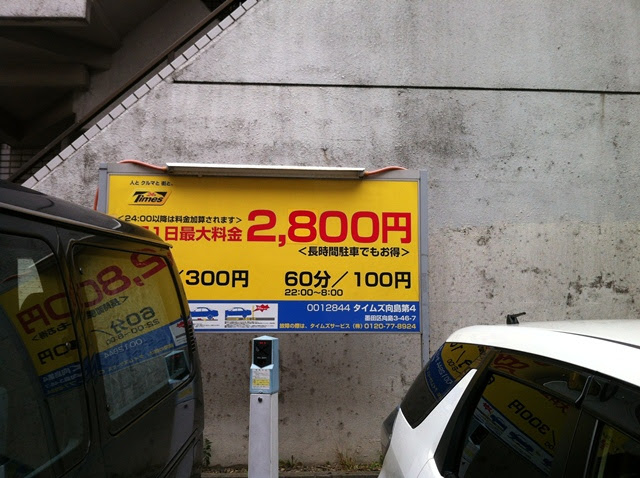 人と クルマと 街と。
Times
<24:00以降は料金加算されます>
1日最大料金 2,800円
<長時間駐車でもお得>
/300円
60分/100円
22:00~8:00
0012844 タイムズ向島第4
墨田区向島3-46-7
タイムズサービス(株) 0120-77-8924